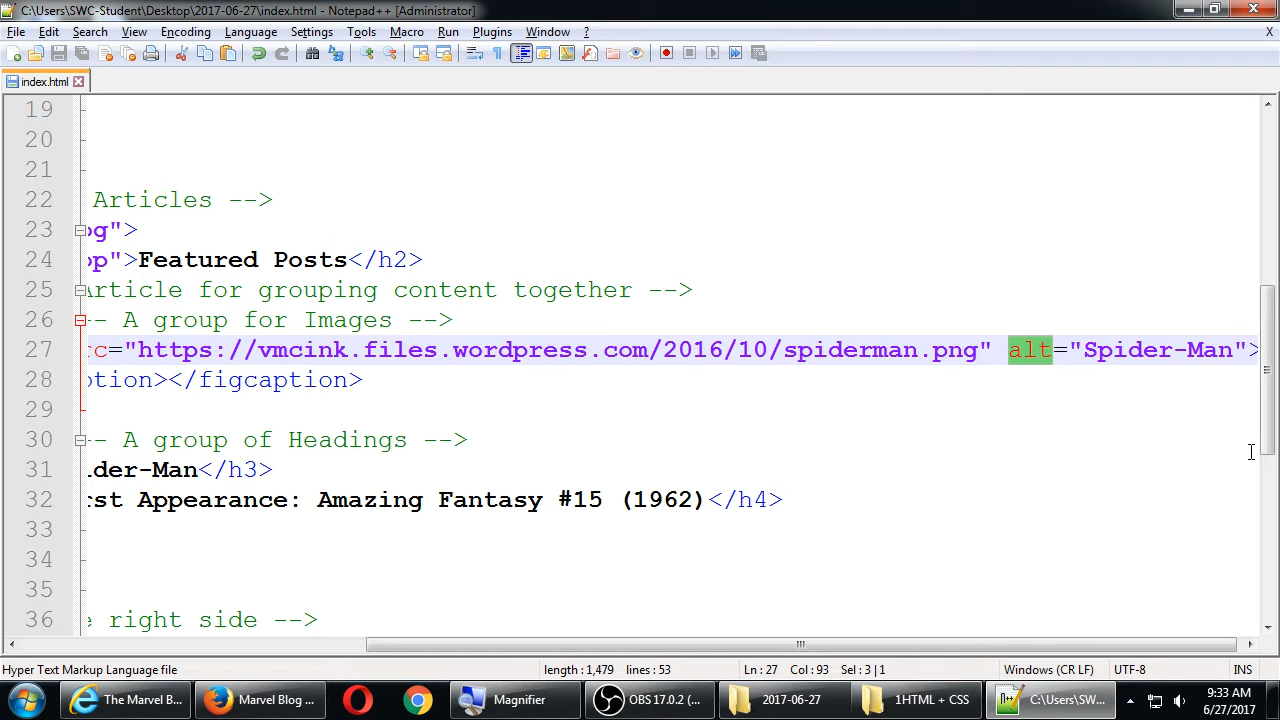 C:\Users\SWC-Student\Desktop\2017-06-27\index.html - Notepad++ [Administrator]
File Edit Search View Encoding Language Settings Tools Macro Run Plugins Window ? X
index.html
19
20
21
22 Articles -->
23 og">
24 op">Featured Posts</h2>
25 Article for grouping content together -->
26 -- A group for Images -->
27 rc="https://vmcink.files.wordpress.com/2016/10/spiderman.png" alt="Spider-Man">
28 ption></figcaption>
29
30 -- A group of Headings -->
31 ider-Man</h3>
32 rst Appearance: Amazing Fantasy #15 (1962)</h4>
33
34
35
36 e right side -->
Hyper Text Markup Language file length : 1,479 lines : 53 Ln : 27 Col : 93 Sel : 3 | 1 Windows (CR LF) UTF-8 INS
The Marvel B... Marvel Blog ... Magnifier OBS 17.0.2 (... 2017-06-27 1HTML + CSS C:\Users\SW... 9:33 AM
6/27/2017